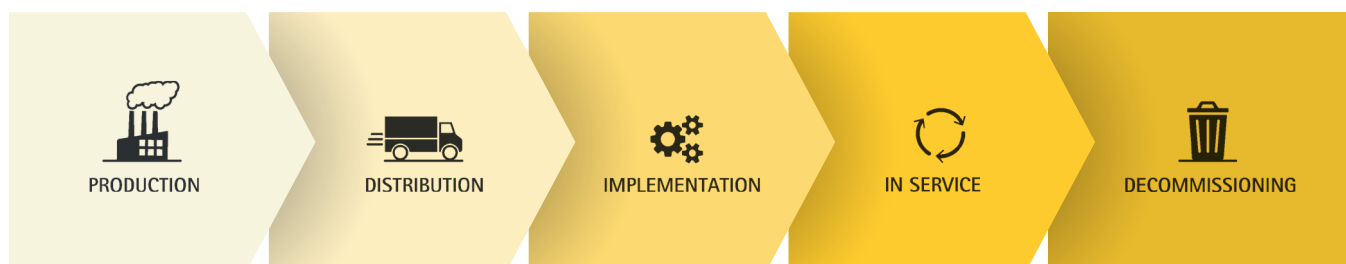 PRODUCTION
DISTRIBUTION
IMPLEMENTATION
IN SERVICE
DECOMMISSIONING